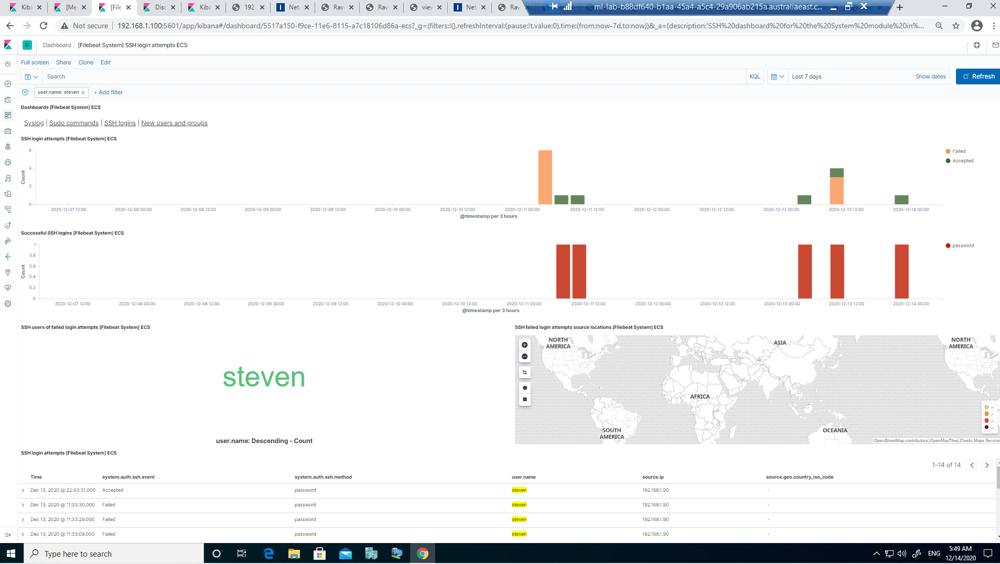 Kiba
[Me
[File
Disc
Kiba
192.
Net
Rav
Rav
view
Net
Rav
ml-lab-b88df640-b1aa-45a4-a5c4-29a906ab215a.australiaeast.c...
Not secure | 192.168.1.100:5601/app/kibana#/dashboard/5517a150-f9ce-11e6-8115-a7c18106d86a-ecs?_g=(filters:!(),refreshInterval:(pause:!t,value:0),time:(from:now-7d,to:now))&_a=(description:'SSH%20dashboard%20for%20the%20System%20module%20in%...
D Dashboard / [Filebeat System] SSH login attempts ECS
Full screen Share Clone Edit
Search KQL Last 7 days Show dates Refresh
user.name: steven × + Add filter
Dashboards [Filebeat System] ECS
Syslog | Sudo commands | SSH logins | New users and groups
SSH login attempts [Filebeat System] ECS
6
4
2
0
Count
2020-12-07 12:00 2020-12-08 00:00 2020-12-08 12:00 2020-12-09 00:00 2020-12-09 12:00 2020-12-10 00:00 2020-12-10 12:00 2020-12-11 00:00 2020-12-11 12:00 2020-12-12 00:00 2020-12-12 12:00 2020-12-13 00:00 2020-12-13 12:00 2020-12-14 00:00
@timestamp per 3 hours
Failed
Accepted
Successful SSH logins [Filebeat System] ECS
1
0.8
0.6
0.4
0.2
0
Count
2020-12-07 12:00 2020-12-08 00:00 2020-12-08 12:00 2020-12-09 00:00 2020-12-09 12:00 2020-12-10 00:00 2020-12-10 12:00 2020-12-11 00:00 2020-12-11 12:00 2020-12-12 00:00 2020-12-12 12:00 2020-12-13 00:00 2020-12-13 12:00 2020-12-14 00:00
@timestamp per 3 hours
password
SSH users of failed login attempts [Filebeat System] ECS
steven
user.name: Descending - Count
SSH failed login attempts source locations [Filebeat System] ECS
NORTH
AMERICA
ASIA
NORTH
AMERICA
AFRICA
SOUTH
AMERICA
OCEANIA
OpenStreetMap contributors, OpenMapTiles, Elastic Maps Service
SSH login attempts [Filebeat System] ECS
1–14 of 14
Time system.auth.ssh.event system.auth.ssh.method user.name source.ip source.geo.country_iso_code
Dec 13, 2020 @ 22:43:31.000 Accepted password steven 192.168.1.90 -
Dec 13, 2020 @ 11:33:30.000 Failed password steven 192.168.1.90 -
Dec 13, 2020 @ 11:33:29.000 Failed password steven 192.168.1.90 -
Dec 13, 2020 @ 11:33:09.000 Failed password steven 192.168.1.90 -
Type here to search
ENG
5:49 AM
12/14/2020